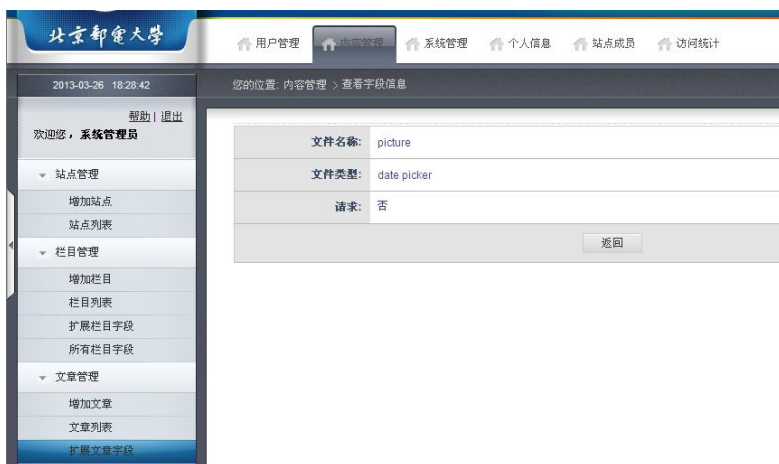 北京邮电大学
用户管理 内容管理 系统管理 个人信息 站点成员 访问统计
2013-03-26 18:28:42
您的位置: 内容管理 > 查看字段信息
帮助 | 退出
欢迎您，系统管理员
文件名称: picture
文件类型: date picker
请求: 否
返回
站点管理
增加站点
站点列表
栏目管理
增加栏目
栏目列表
扩展栏目字段
所有栏目字段
文章管理
增加文章
文章列表
扩展文章字段